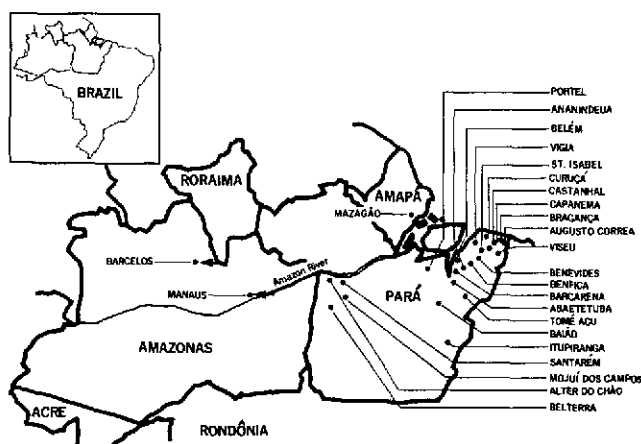 BRAZIL
PORTEL
ANANINDEUA
BELÉM
VIGIA
ST. ISABEL
CURUÇÁ
CASTANHAL
CAPANEMA
BRAGANÇA
AUGUSTO CORREA
VISEU
RORAIMA
AMAPÁ
MAZAGÃO
BARCELOS
Amazon River
MANAUS
PARÁ
BENEVIDES
BENFICA
BARCARENA
ABAETETUBA
TOMÉ AÇU
BAIÃO
ITUPIRANGA
SANTARÉM
MOJUÍ DOS CAMPOS
ALTER DO CHÃO
BELTERRA
AMAZONAS
ACRE
RONDÔNIA